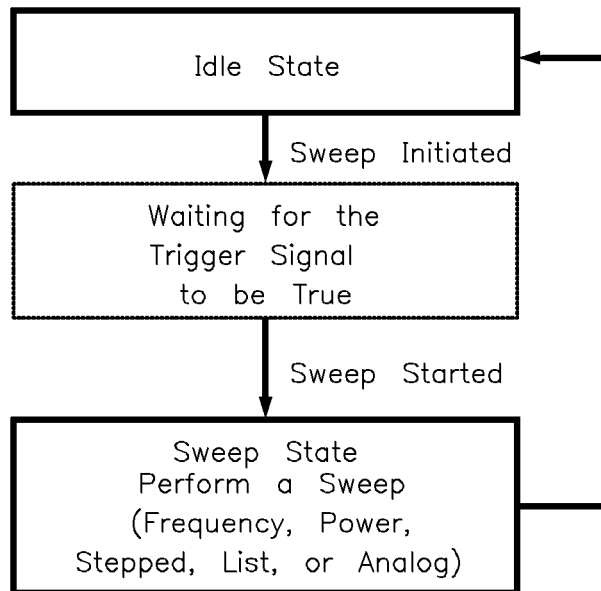 Idle State
Sweep Initiated
Waiting for the
Trigger Signal
to be True
Sweep Started
Sweep State
Perform a Sweep
(Frequency, Power,
Stepped, List, or Analog)